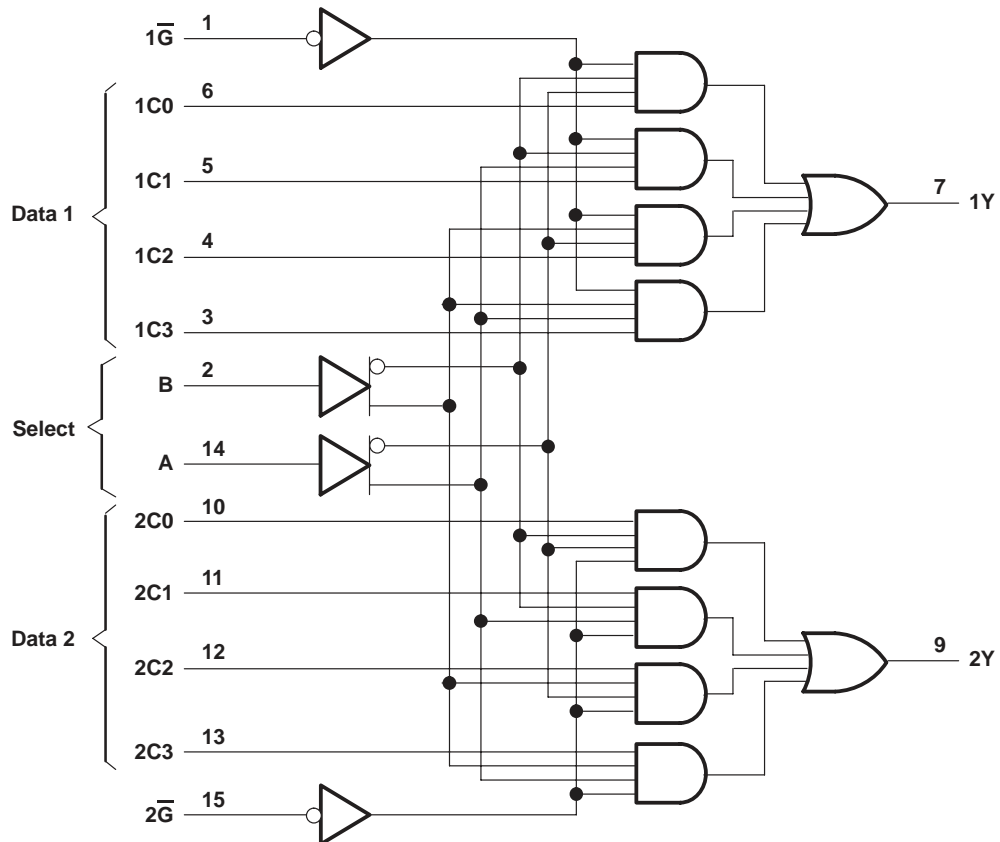 1G̅ 1
1C0 6
1C1 5
Data 1
1C2 4
1C3 3
7 1Y
B 2
Select
A 14
2C0 10
2C1 11
Data 2
2C2 12
2C3 13
9 2Y
2G̅ 15